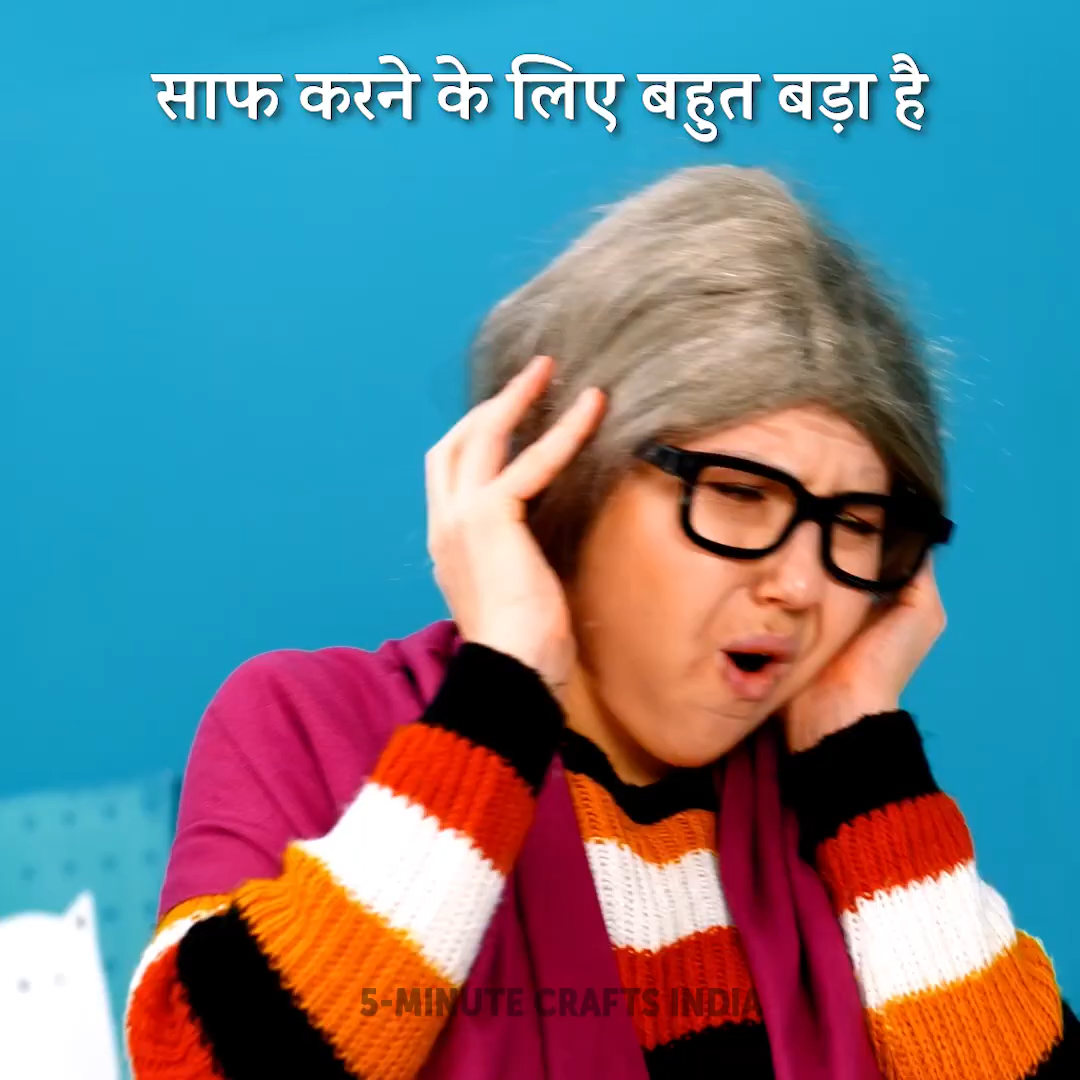 साफ करने के लिए बहुत बड़ा है
5-MINUTE CRAFTS INDIA